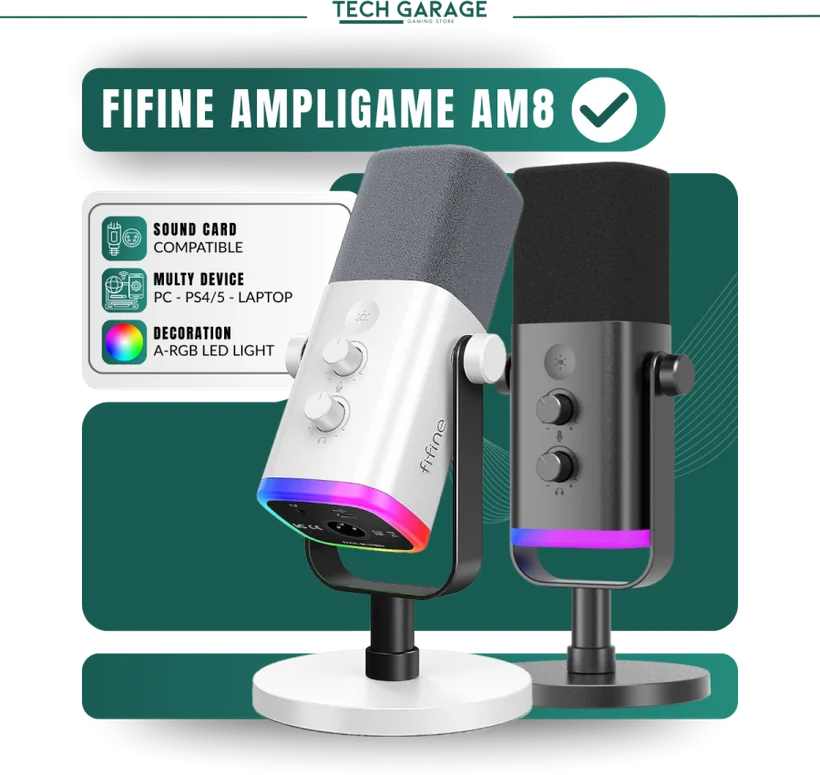 TECH GARAGE
GAMING STORE
FIFINE AMPLIGAME AM8
SOUND CARD
COMPATIBLE
MULTY DEVICE
PC - PS4/5 - LAPTOP
DECORATION
A-RGB LED LIGHT
fifine